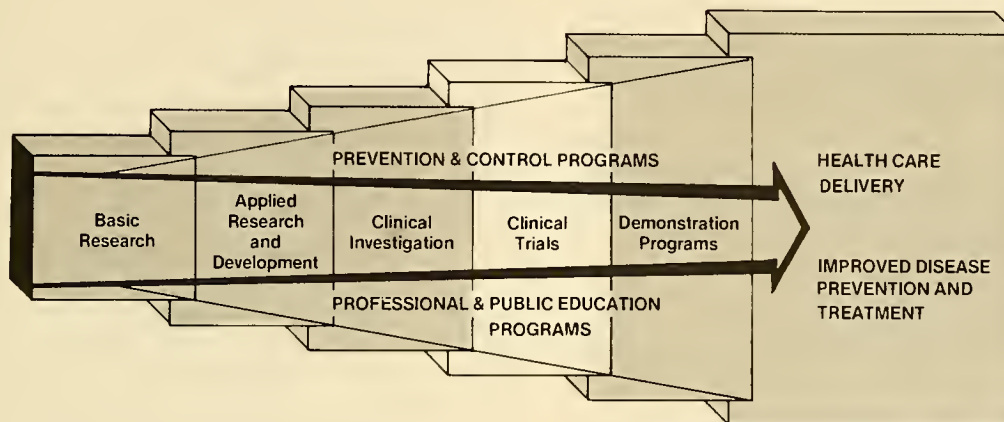 PREVENTION & CONTROL PROGRAMS
Basic
Research
Applied
Research
and
Development
Clinical
Investigation
Clinical
Trials
Demonstration
Programs
PROFESSIONAL & PUBLIC EDUCATION
PROGRAMS
HEALTH CARE
DELIVERY
IMPROVED DISEASE
PREVENTION AND
TREATMENT